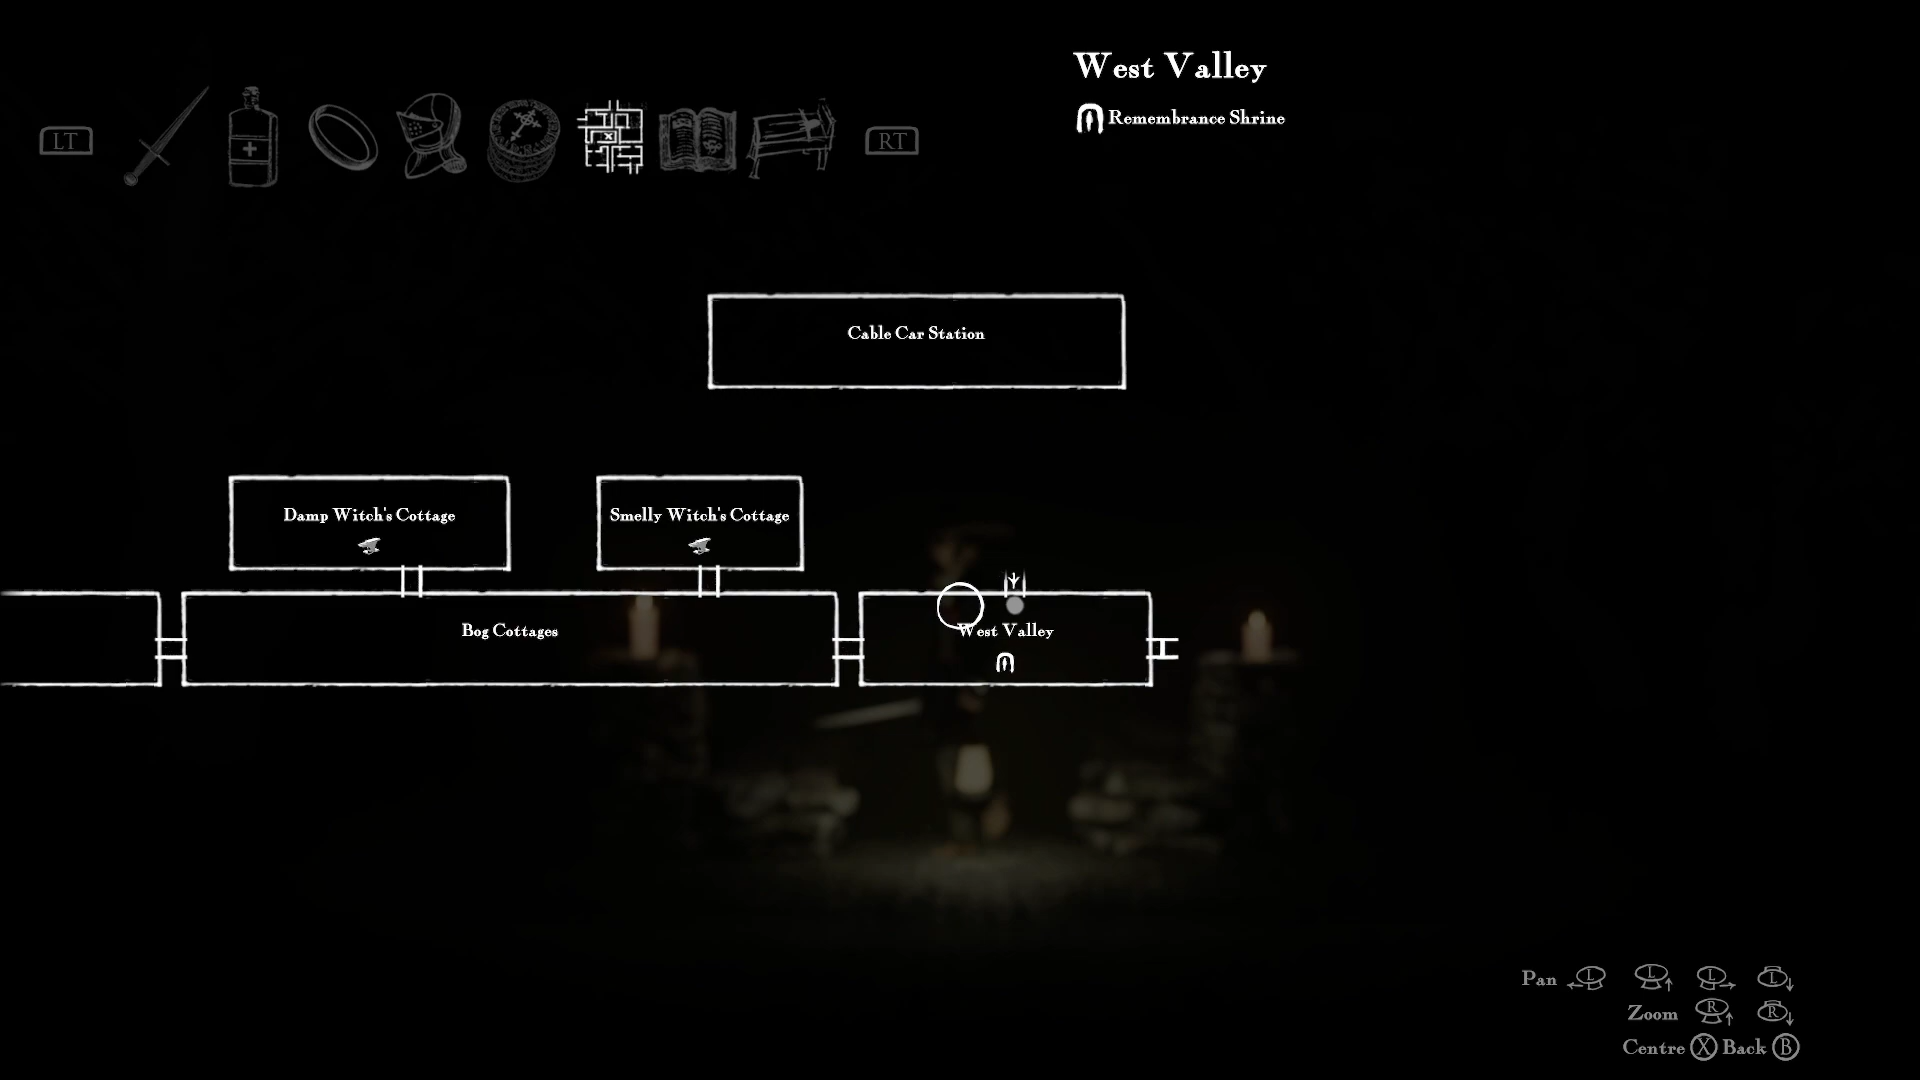 West Valley
LT
RT
Remembrance Shrine
Cable Car Station
Damp Witch's Cottage
Smelly Witch's Cottage
Bog Cottages
West Valley
Pan L L L L
Zoom R R
Centre X Back B